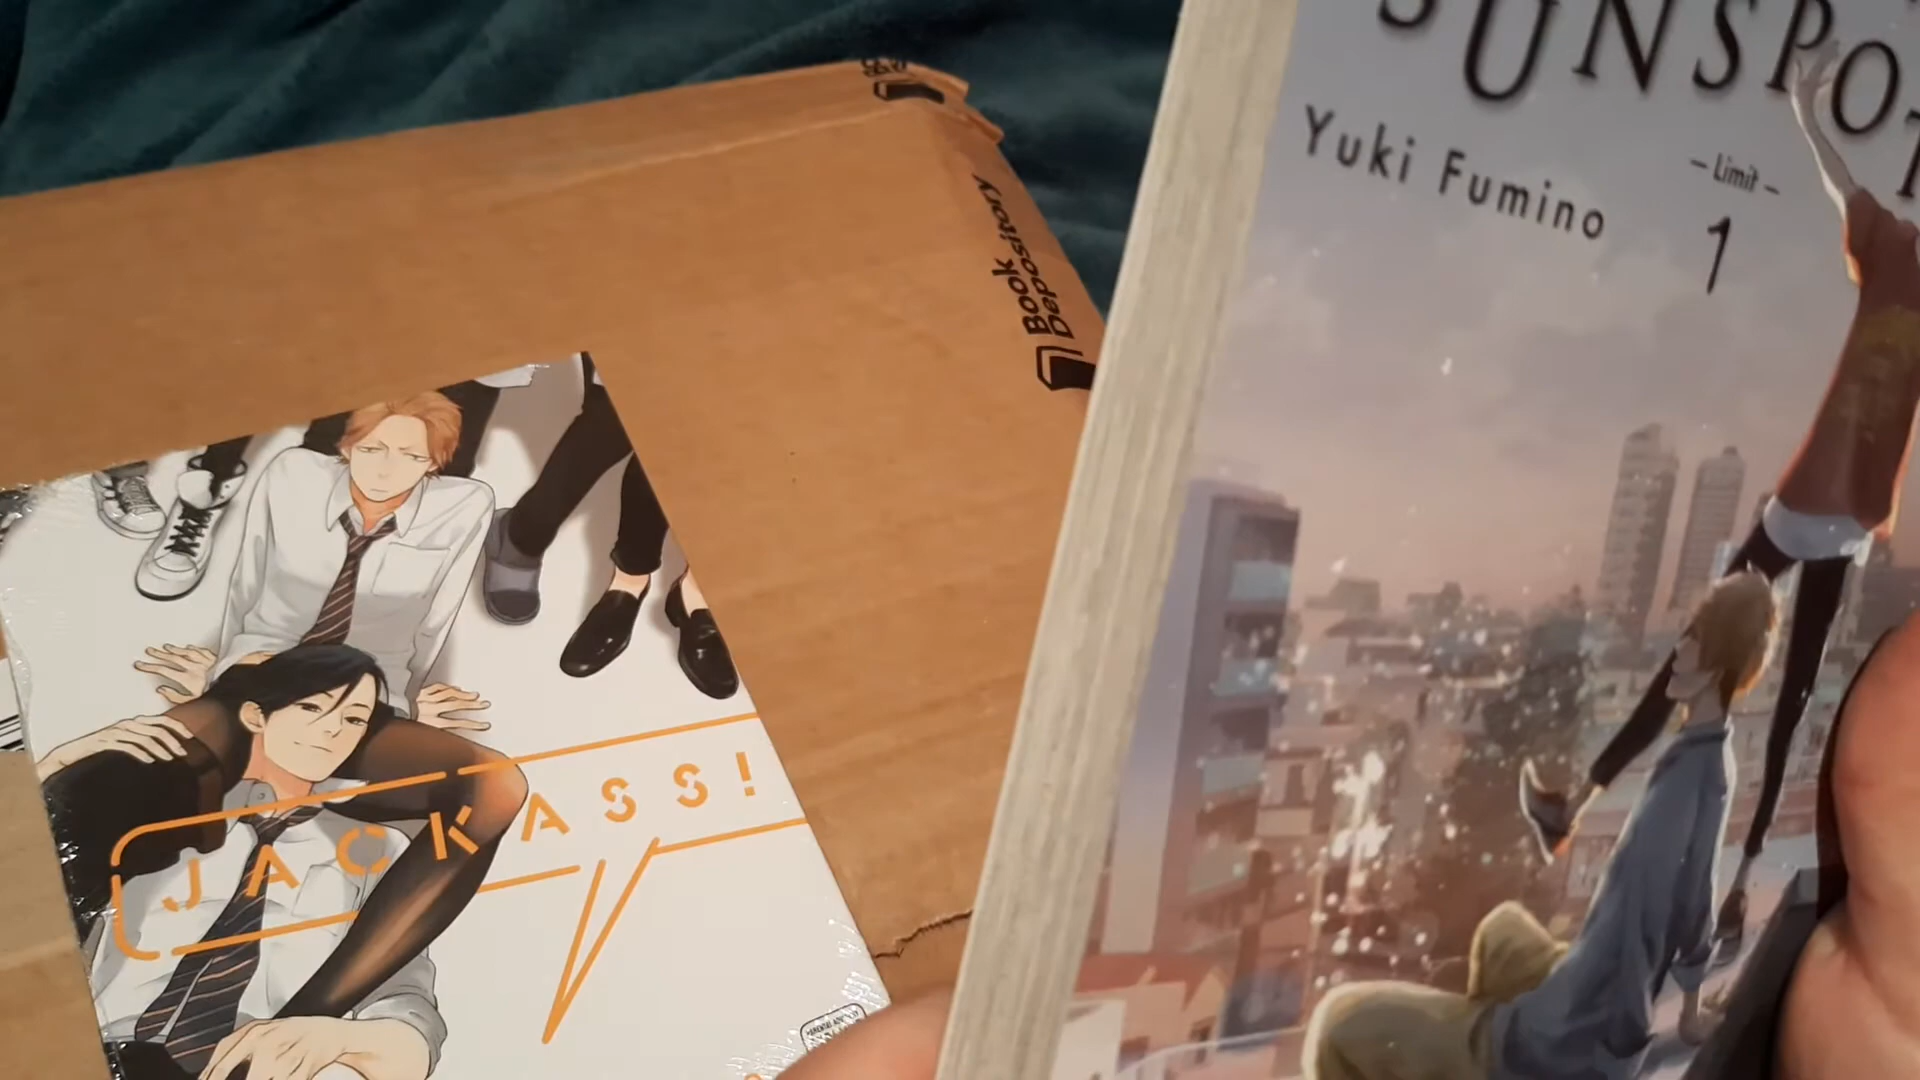 SUNSPOT
Yuki Fumino
– Limit –
1
Book
Depository
JACKASS!